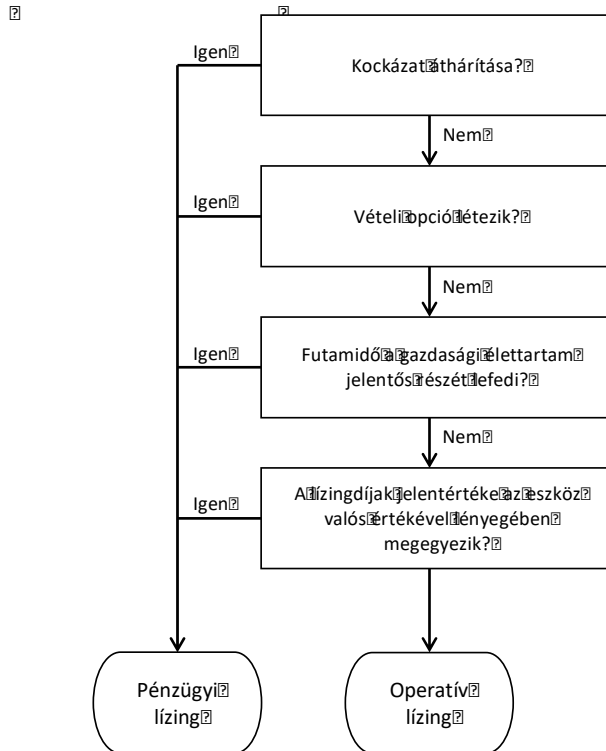 Igen
Kockázat áthárítása?
Nem
Igen
Vételi opció létezik?
Nem
Igen
Futamidő a gazdasági élettartam
jelentős részét lefedi?
Nem
Igen
A lízingdíjak jelentértéke az eszköz
valós értékével lényegében
megegyezik?
Pénzügyi
lízing
Operatív
lízing